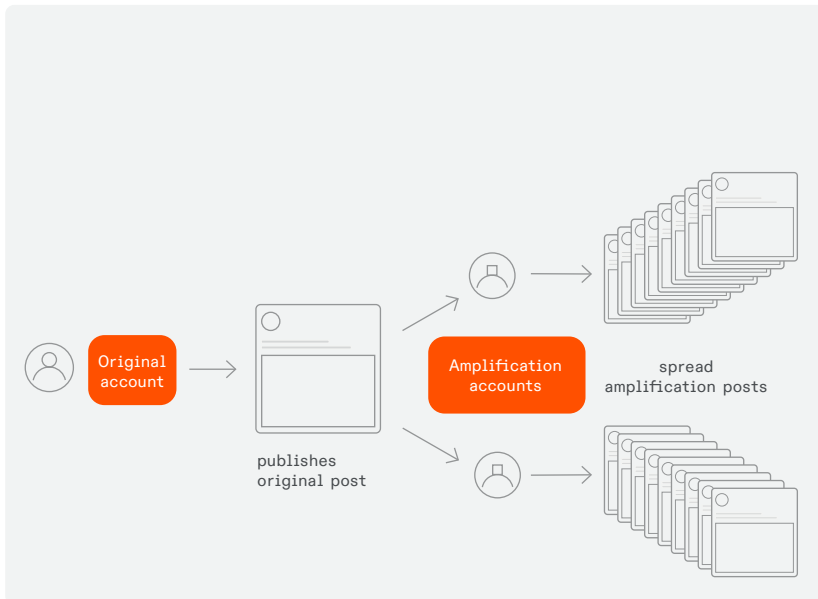 Original
account
publishes
original post
Amplification
accounts
spread
amplification posts